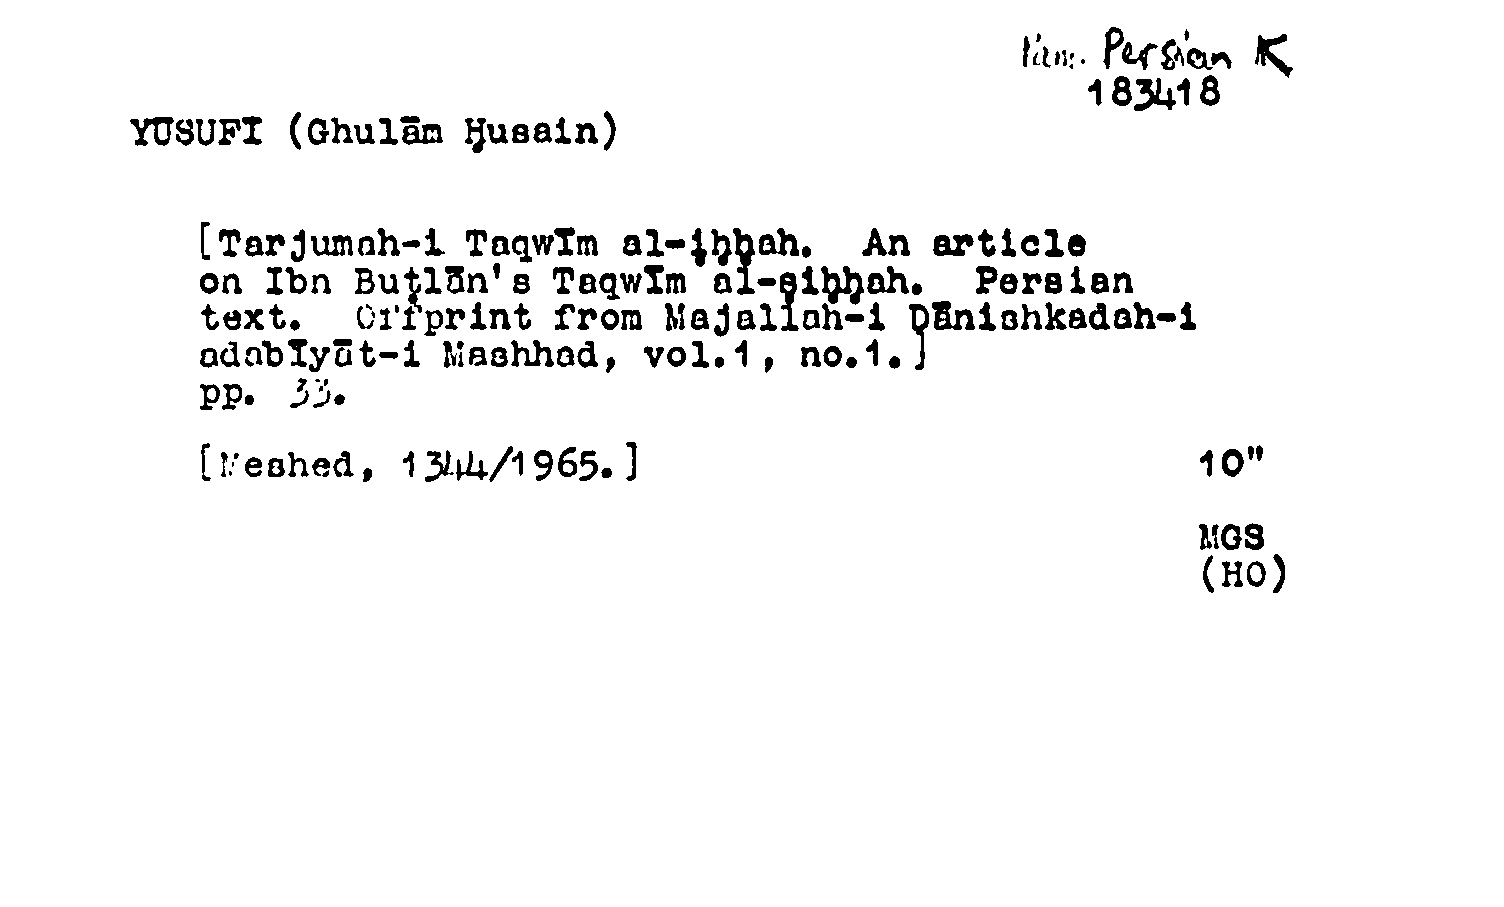 Pam. Persian K
183418
YŪSUFĪ (Ghulām Ḥusain)
[Tarjumah-i Taqwīm al-ṣiḥḥah. An article
on Ibn Buṭlān's Taqwīm al-ṣiḥḥah. Persian
text. Offprint from Majallah-i Dānishkadah-i
adabīyāt-i Mashhad, vol.1, no.1.]
pp. 33.
[Meshed, 1344/1965.] 10"
MGS
(HO)